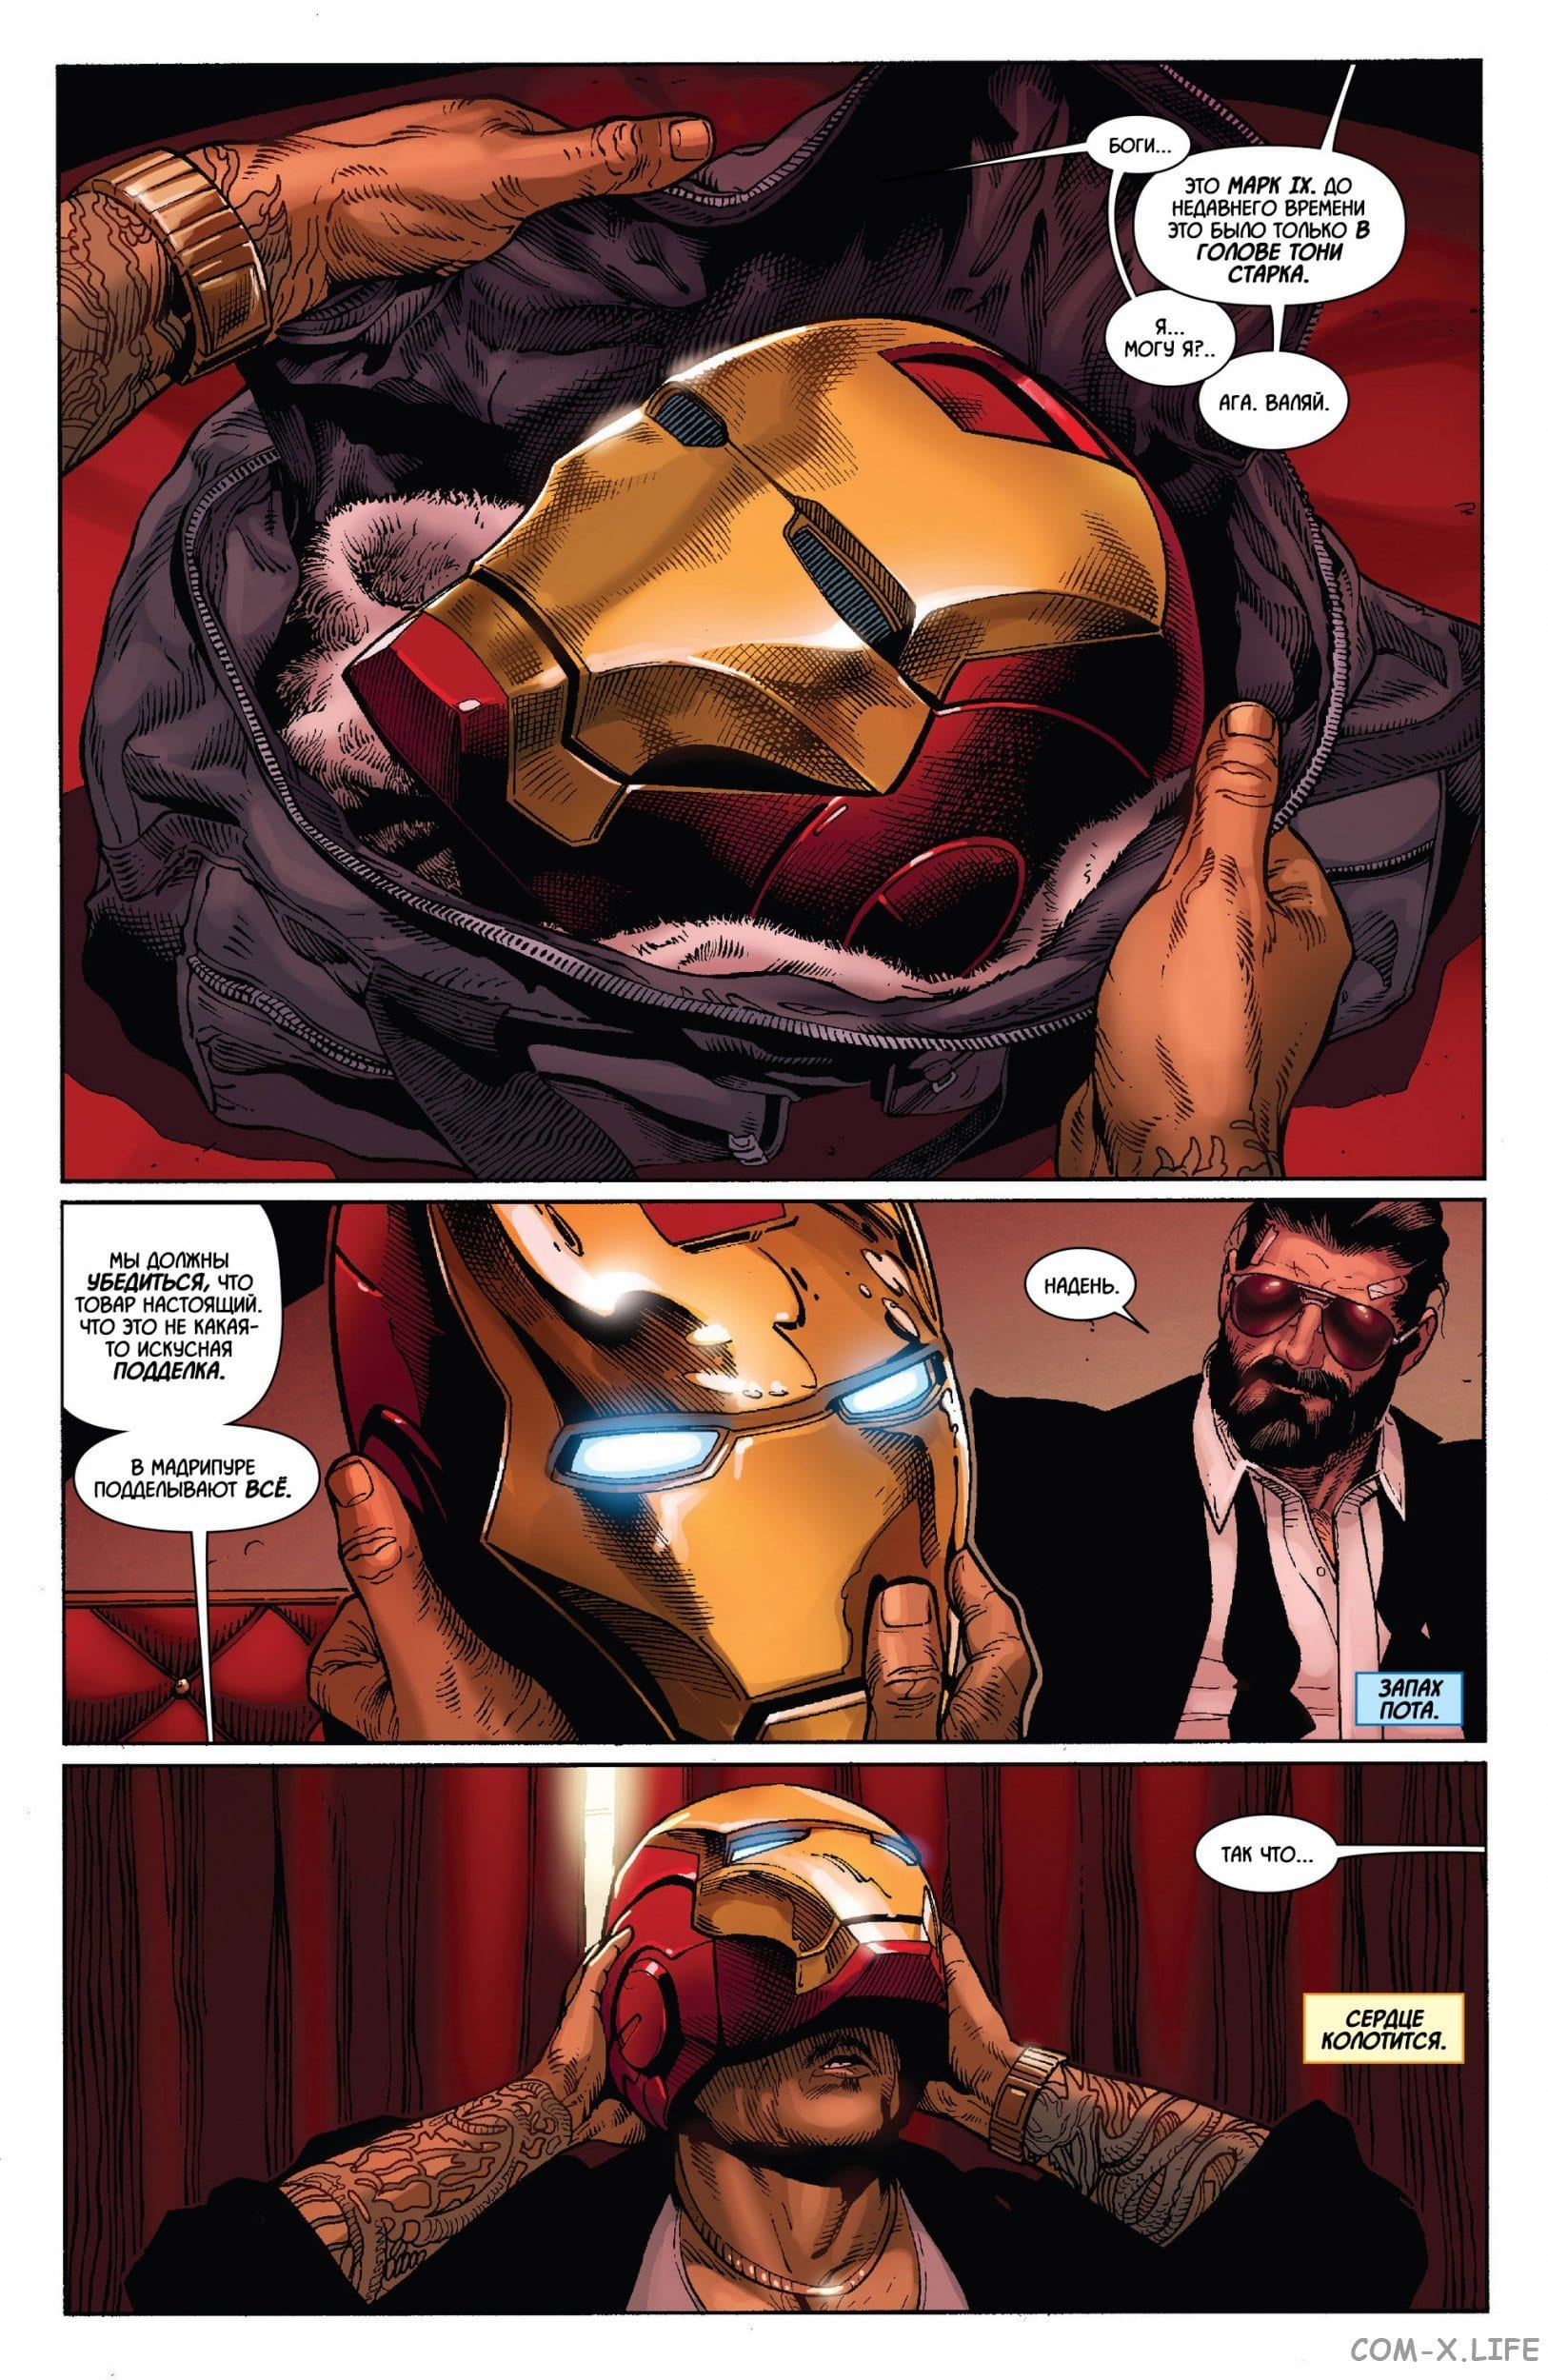 БОГИ...
ЭТО МАРК IX. ДО
НЕДАВНЕГО ВРЕМЕНИ
ЭТО БЫЛО ТОЛЬКО В
ГОЛОВЕ ТОНИ
СТАРКА.
Я...
МОГУ Я?..
АГА. ВАЛЯЙ.
МЫ ДОЛЖНЫ
УБЕДИТЬСЯ, ЧТО
ТОВАР НАСТОЯЩИЙ.
ЧТО ЭТО НЕ КАКАЯ-
ТО ИСКУСНАЯ
ПОДДЕЛКА.
В МАДРИПУРЕ
ПОДДЕЛЫВАЮТ ВСЁ.
НАДЕНЬ.
ЗАПАХ
ПОТА.
ТАК ЧТО...
СЕРДЦЕ
КОЛОТИТСЯ.
COM-X.LIFE